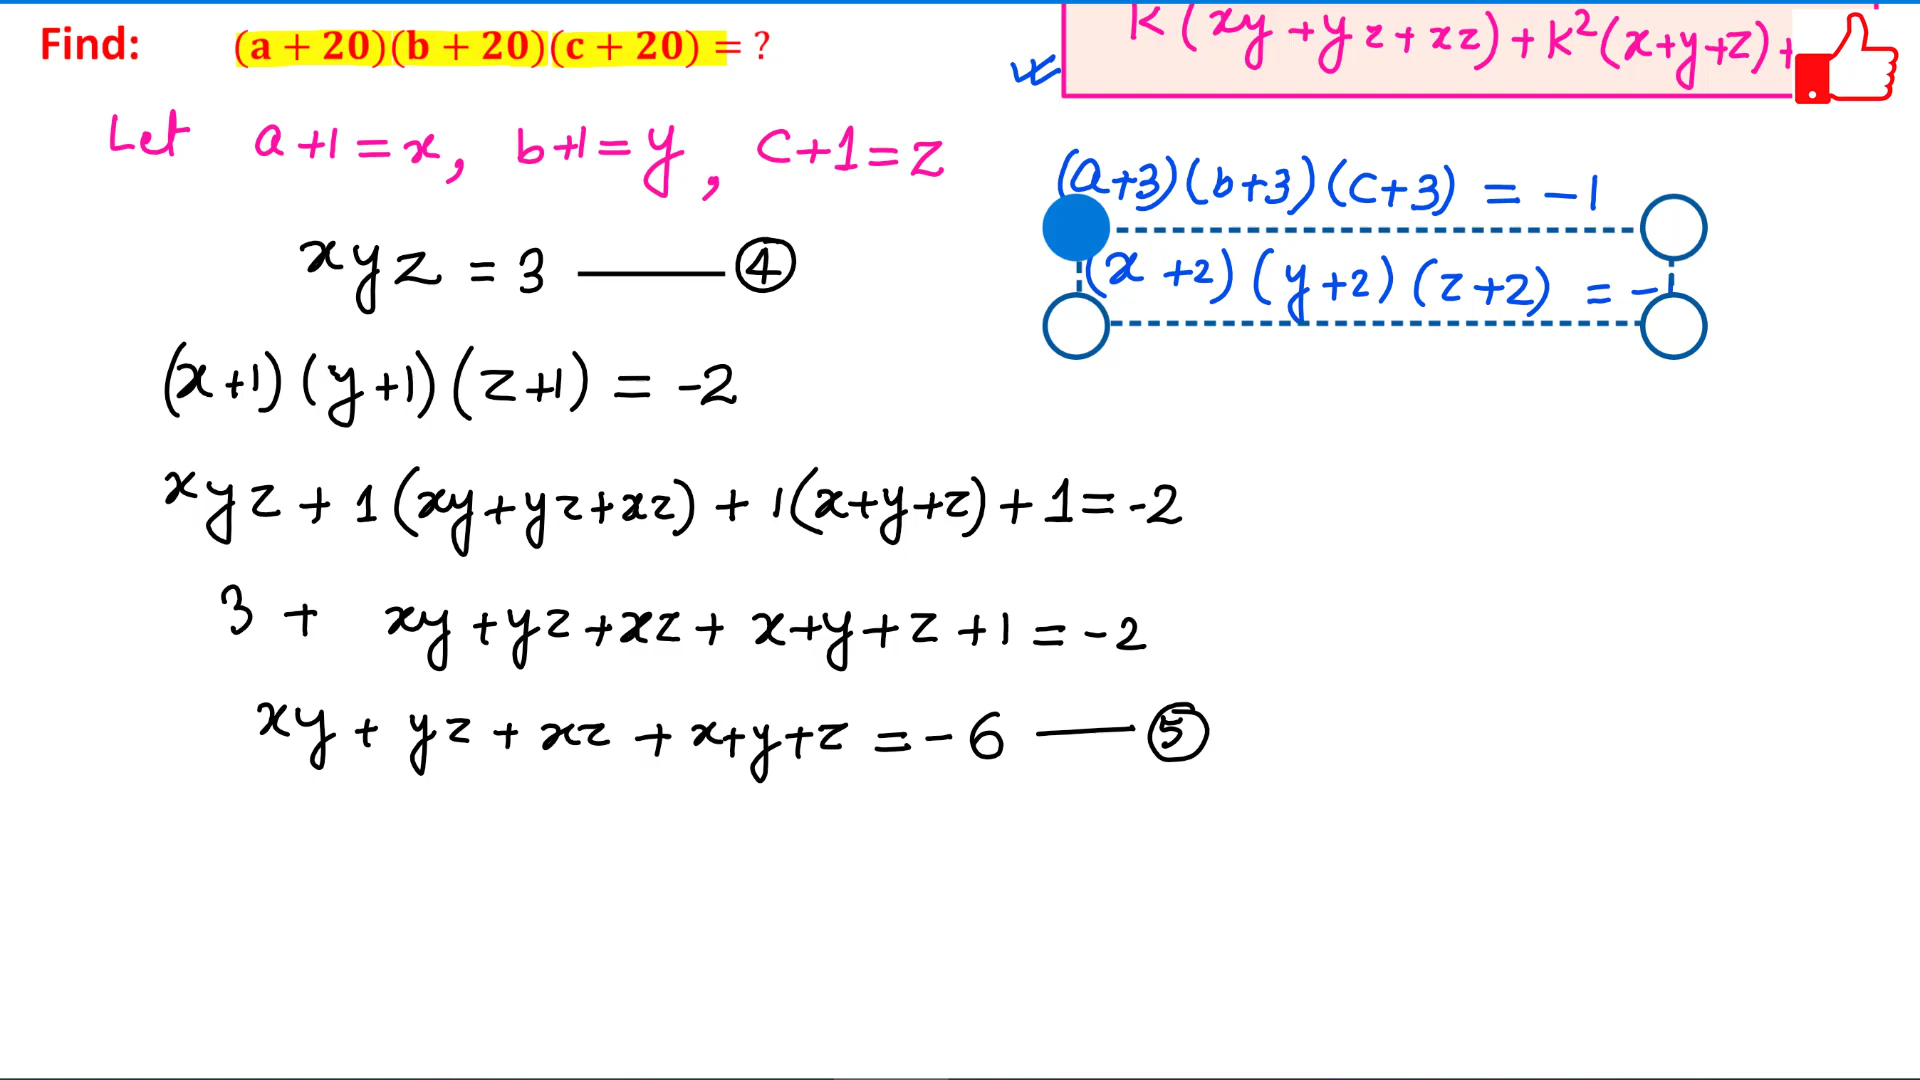 Find: (a + 20)(b + 20)(c + 20) = ?
Let a+1=x, b+1=y, c+1=z
xyz = 3 —— ④
(x+1)(y+1)(z+1) = -2
xyz + 1(xy+yz+xz) + 1(x+y+z)+1=-2
3 + xy+yz+xz+ x+y+z+1=-2
xy+yz+xz+x+y+z=-6 —— ⑤
K(xy+yz+xz)+K²(x+y+z)+
(a+3)(b+3)(c+3) = -1
(x+2)(y+2)(z+2) = -1